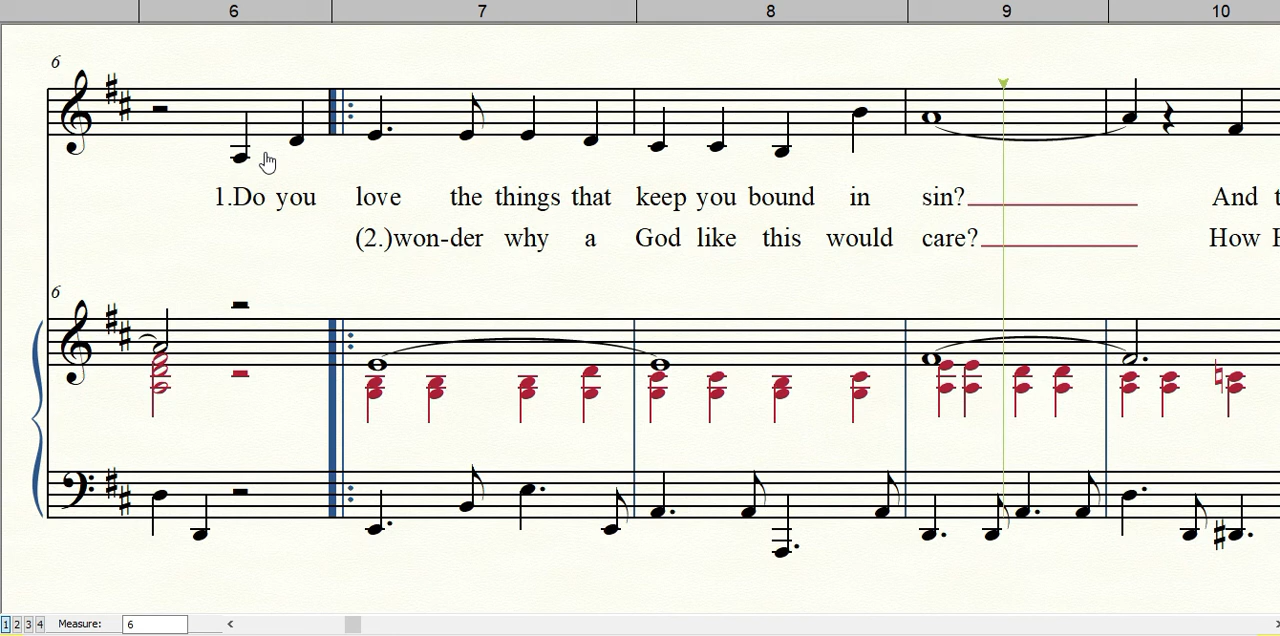 6 7 8 9 10
6
1.Do you love the things that keep you bound in sin? And
(2.)won-der why a God like this would care? How
6
1 2 3 4 Measure: 6